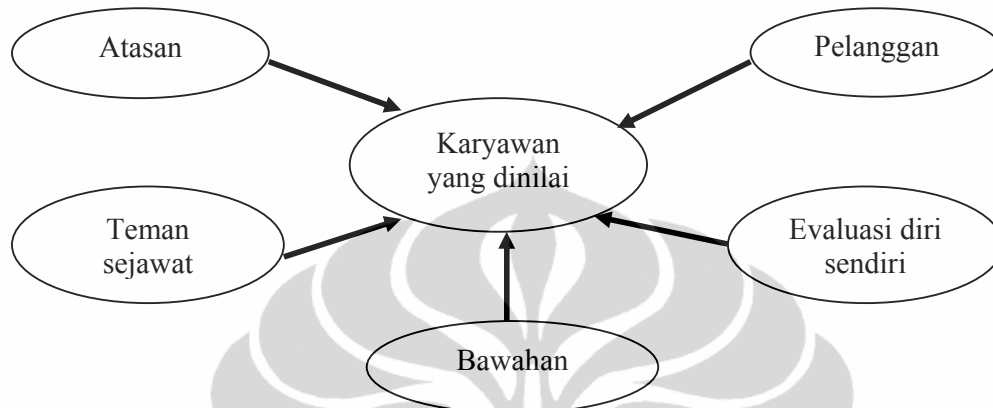 Atasan
Pelanggan
Karyawan
yang dinilai
Teman
sejawat
Evaluasi diri
sendiri
Bawahan